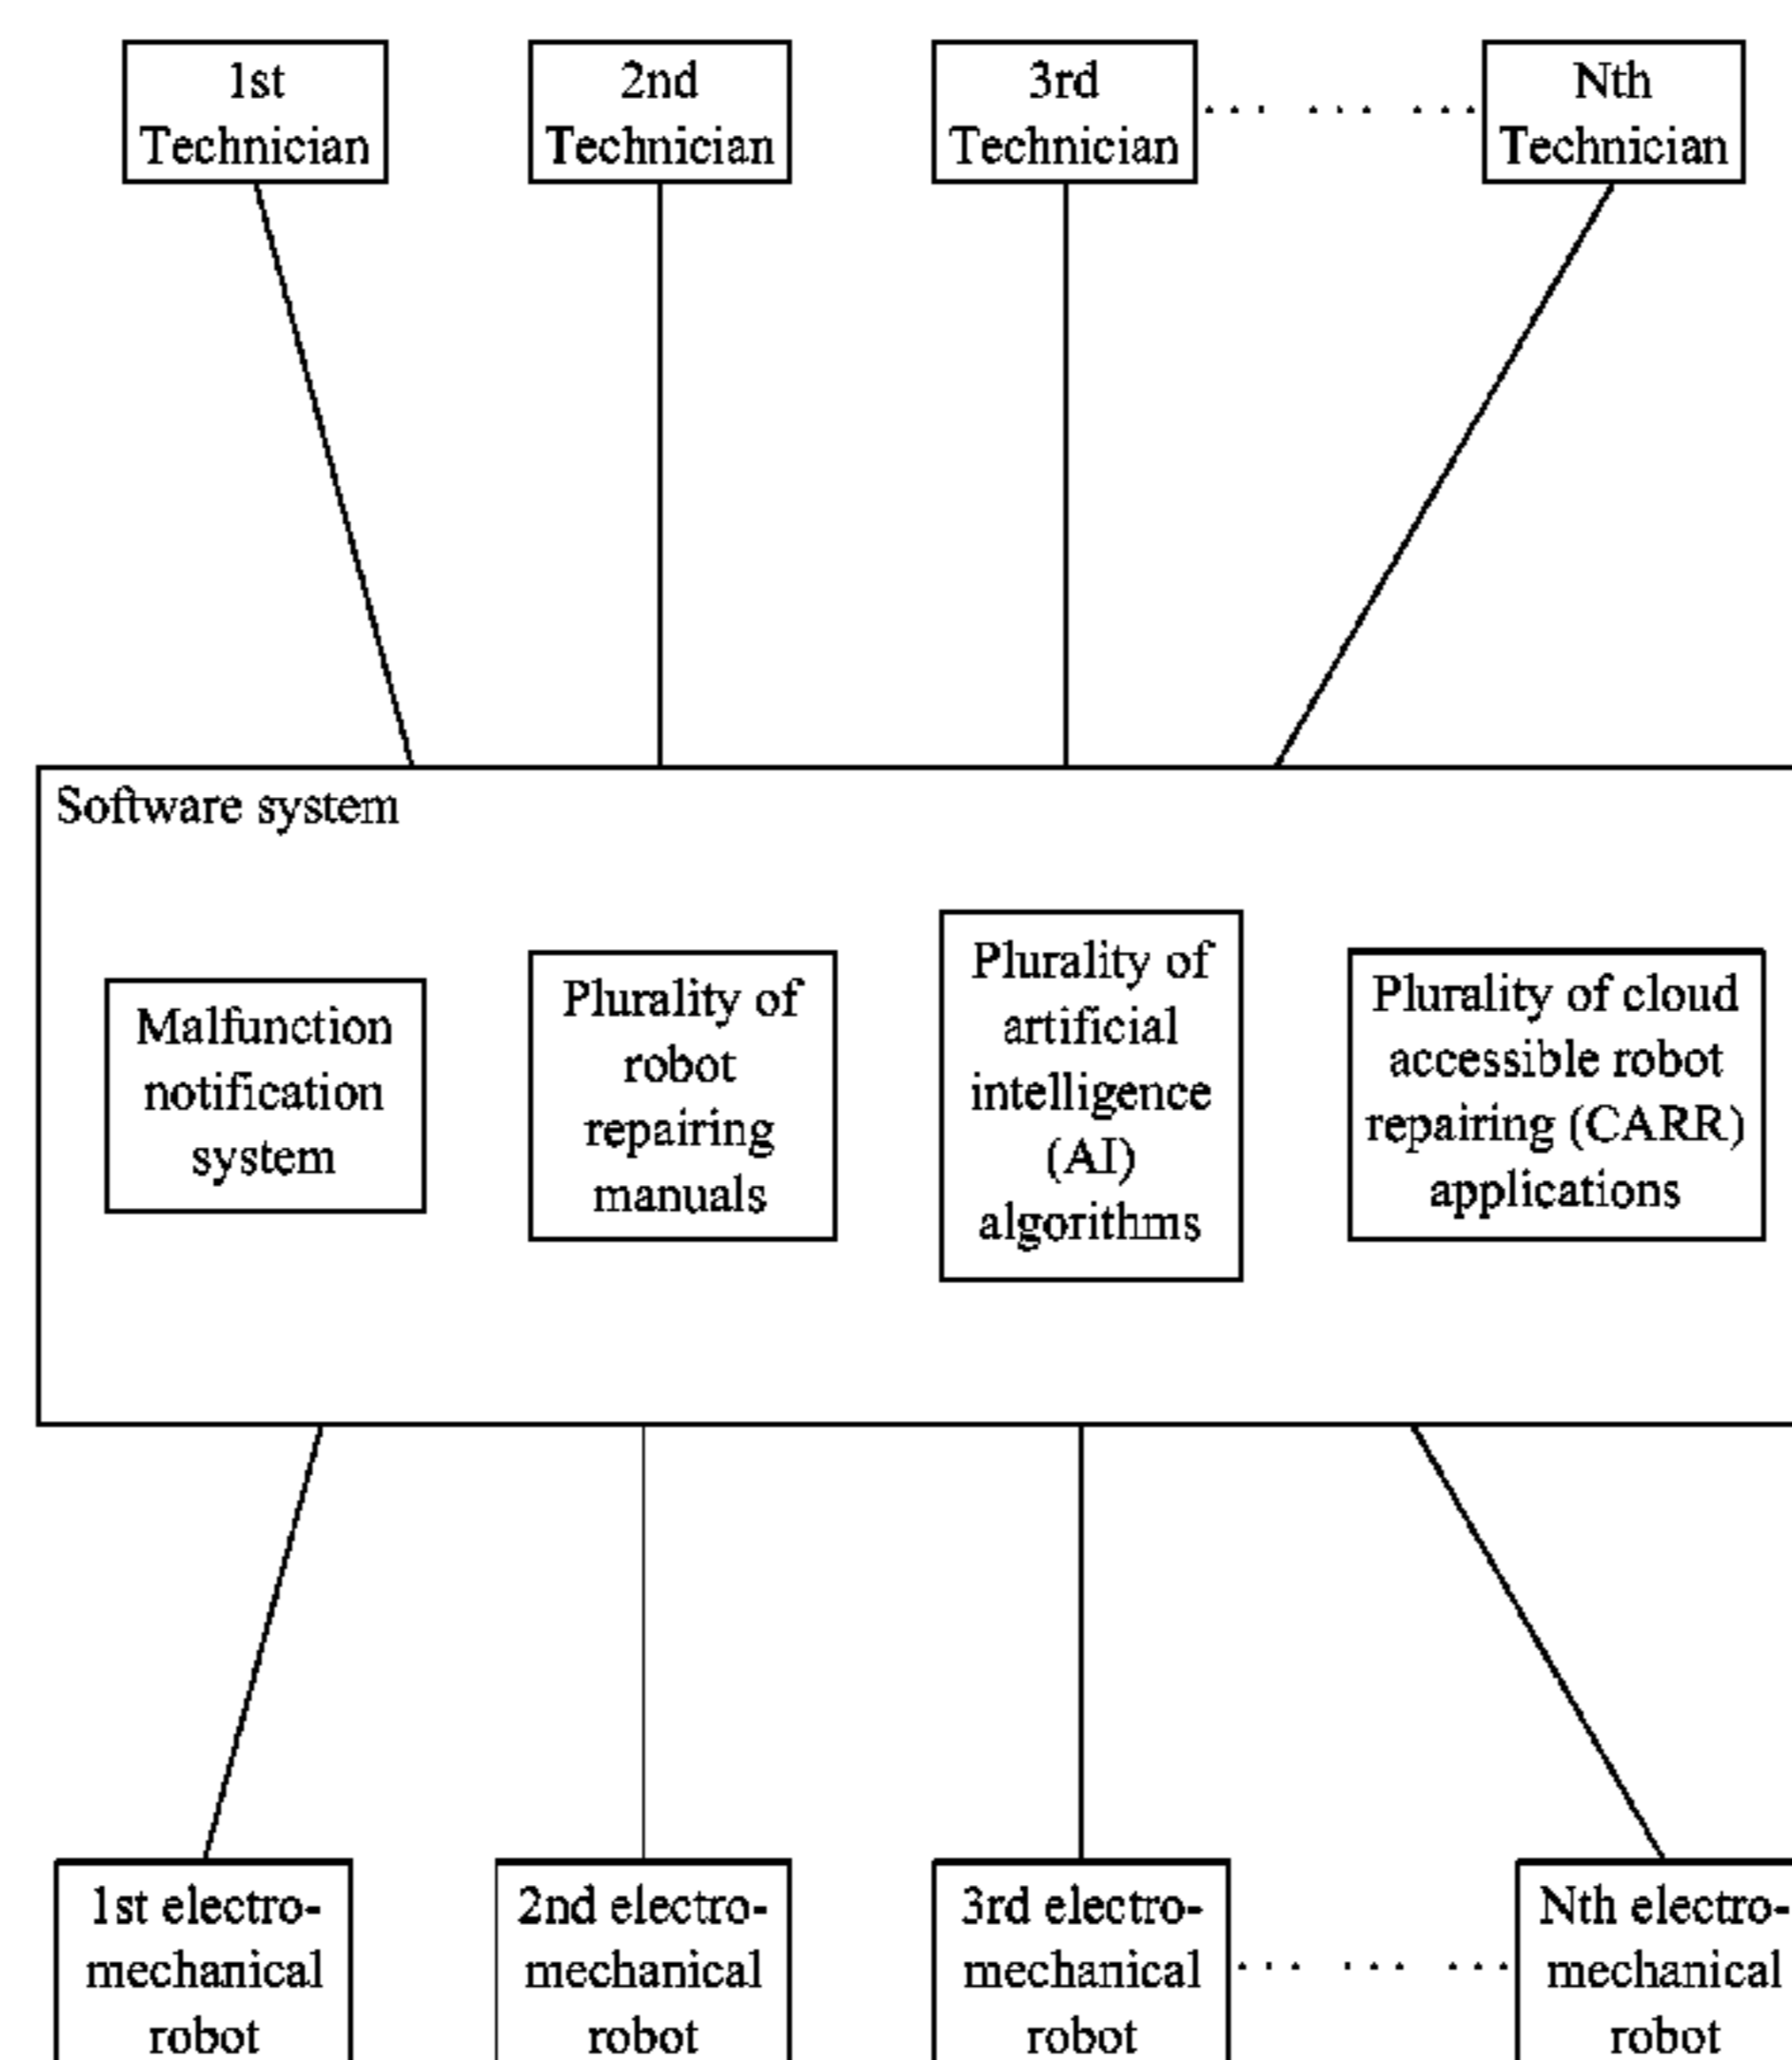 1st
Technician
2nd
Technician
3rd
Technician
... ... ...
Nth
Technician
Software system
Malfunction
notification
system
Plurality of
robot
repairing
manuals
Plurality of
artificial
intelligence
(AI)
algorithms
Plurality of cloud
accessible robot
repairing (CARR)
applications
1st electro-
mechanical
robot
2nd electro-
mechanical
robot
3rd electro-
mechanical
robot
... ... ...
Nth electro-
mechanical
robot